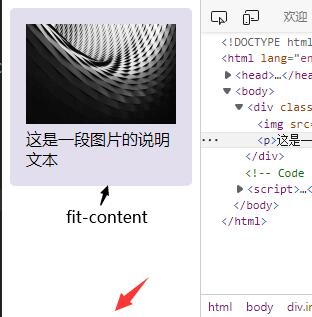 这是一段图片的说明
文本
fit-content
欢迎
<!DOCTYPE html
<html lang="en
<head>…</hea
<body>
<div class
<img src
<p>这是一
</div>
<!-- Code
<script>…<
</body>
</html>
html body div.in